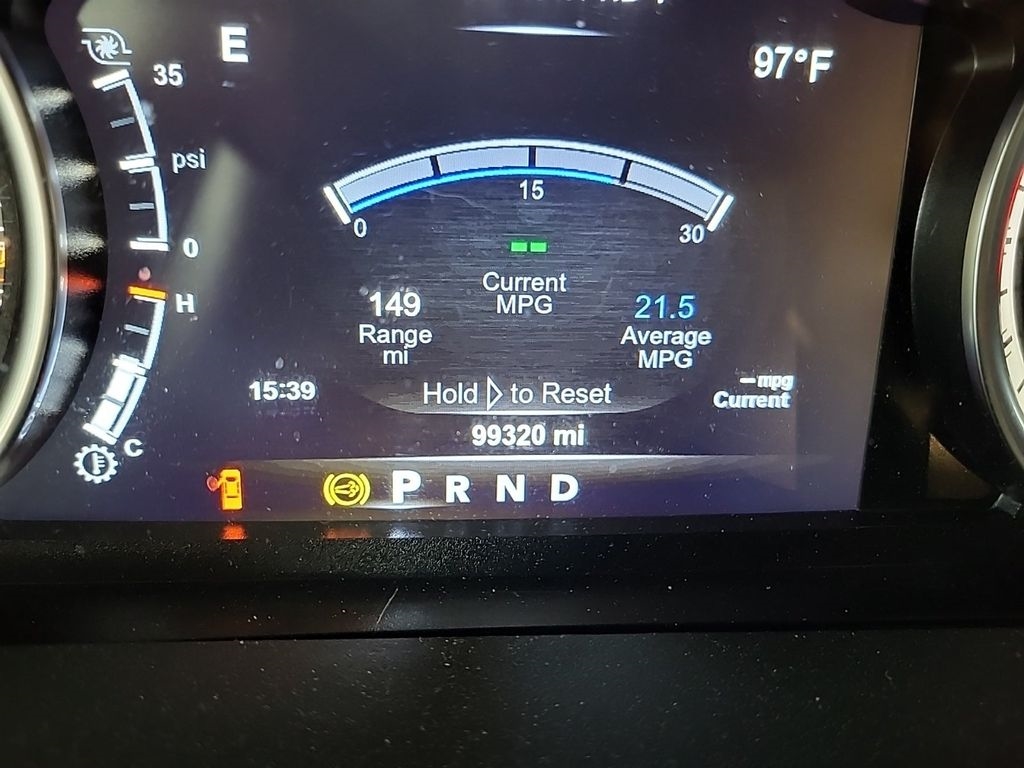 E
97°F
35
psi
0
H
C
0
15
30
Current
MPG
149
Range
mi
21.5
Average
MPG
15:39
Hold ▷ to Reset
--mpg
Current
99320 mi
P R N D